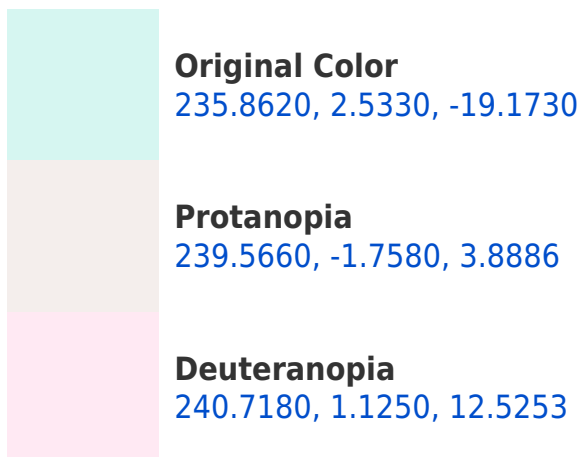 Original Color
235.8620, 2.5330, -19.1730
Protanopia
239.5660, -1.7580, 3.8886
Deuteranopia
240.7180, 1.1250, 12.5253